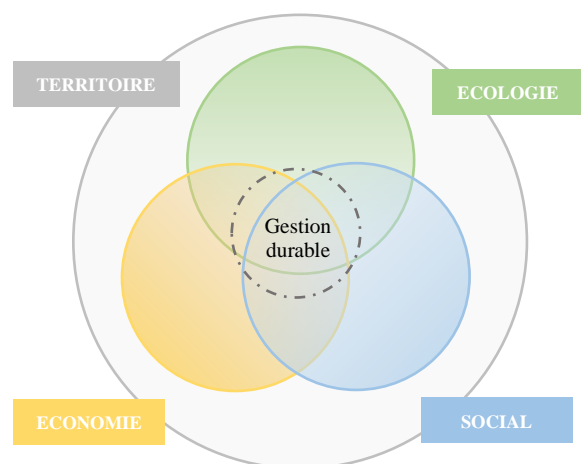 TERRITOIRE
ECOLOGIE
Gestion
durable
ECONOMIE
SOCIAL